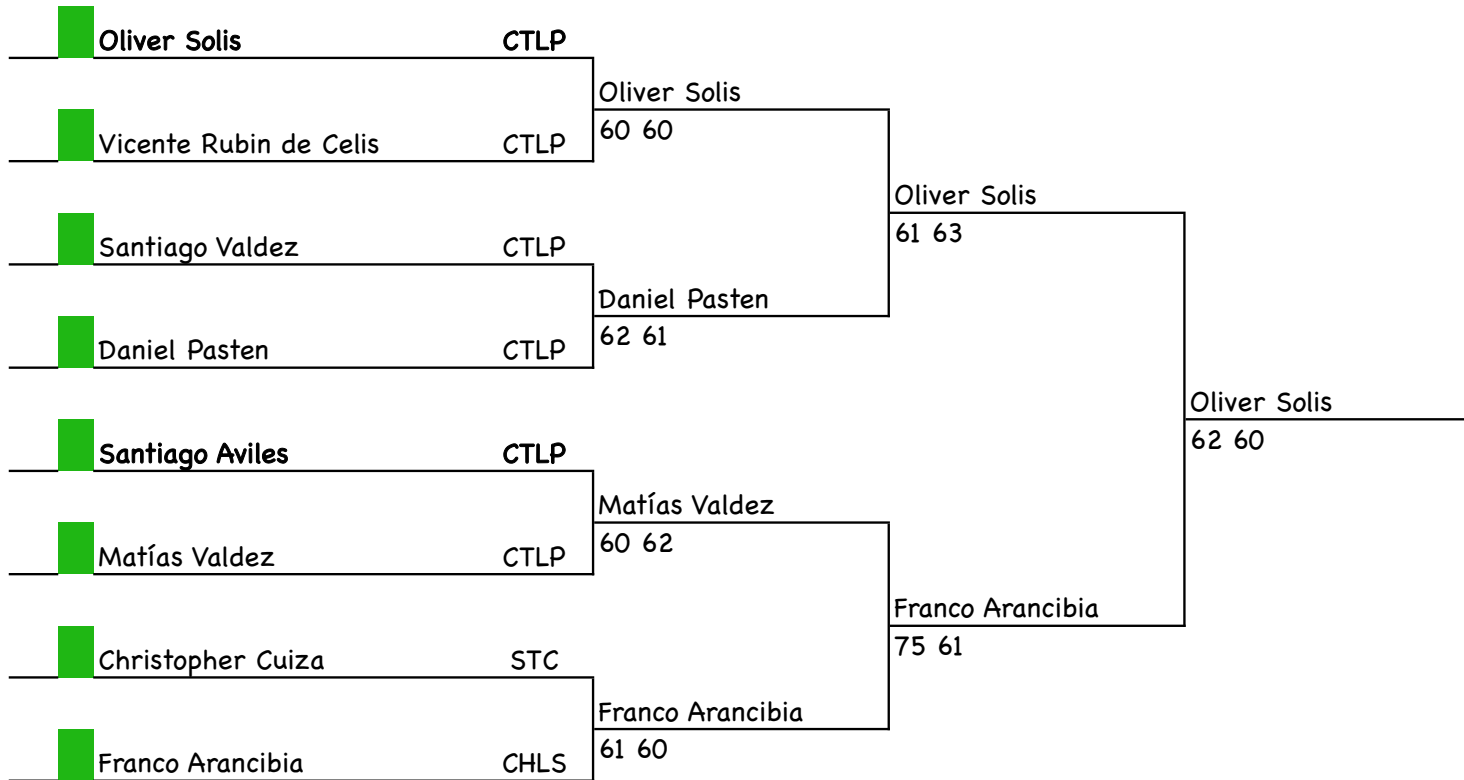 Oliver Solis CTLP
Oliver Solis
60 60
Vicente Rubin de Celis CTLP
Oliver Solis
61 63
Santiago Valdez CTLP
Daniel Pasten
62 61
Daniel Pasten CTLP
Oliver Solis
62 60
Santiago Aviles CTLP
Matías Valdez
60 62
Matías Valdez CTLP
Franco Arancibia
75 61
Christopher Cuiza STC
Franco Arancibia
61 60
Franco Arancibia CHLS